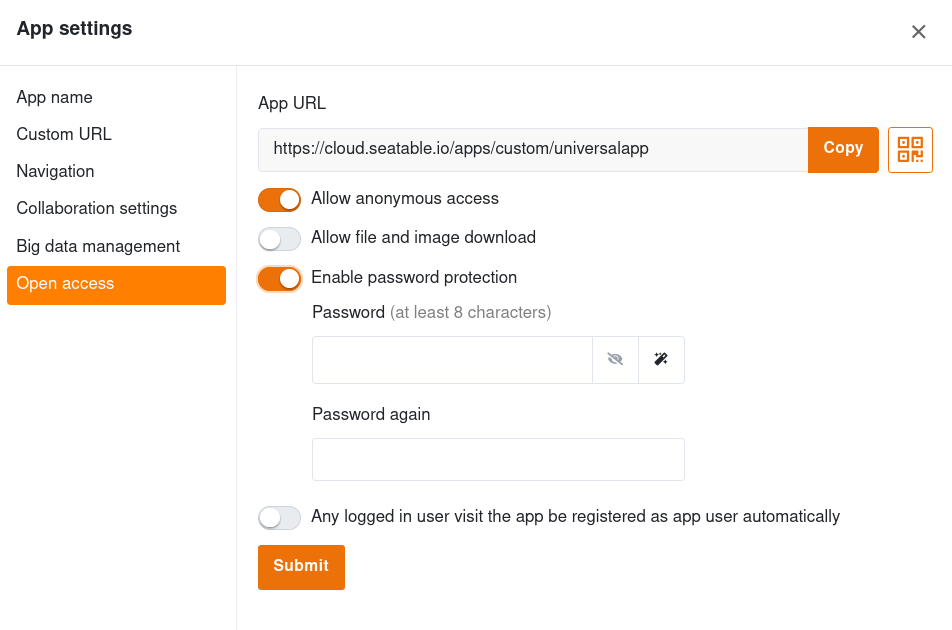 App settings
App name
Custom URL
Navigation
Collaboration settings
Big data management
Open access
App URL
https://cloud.seatable.io/apps/custom/universalapp
Copy
Allow anonymous access
Allow file and image download
Enable password protection
Password (at least 8 characters)
Password again
Any logged in user visit the app be registered as app user automatically
Submit